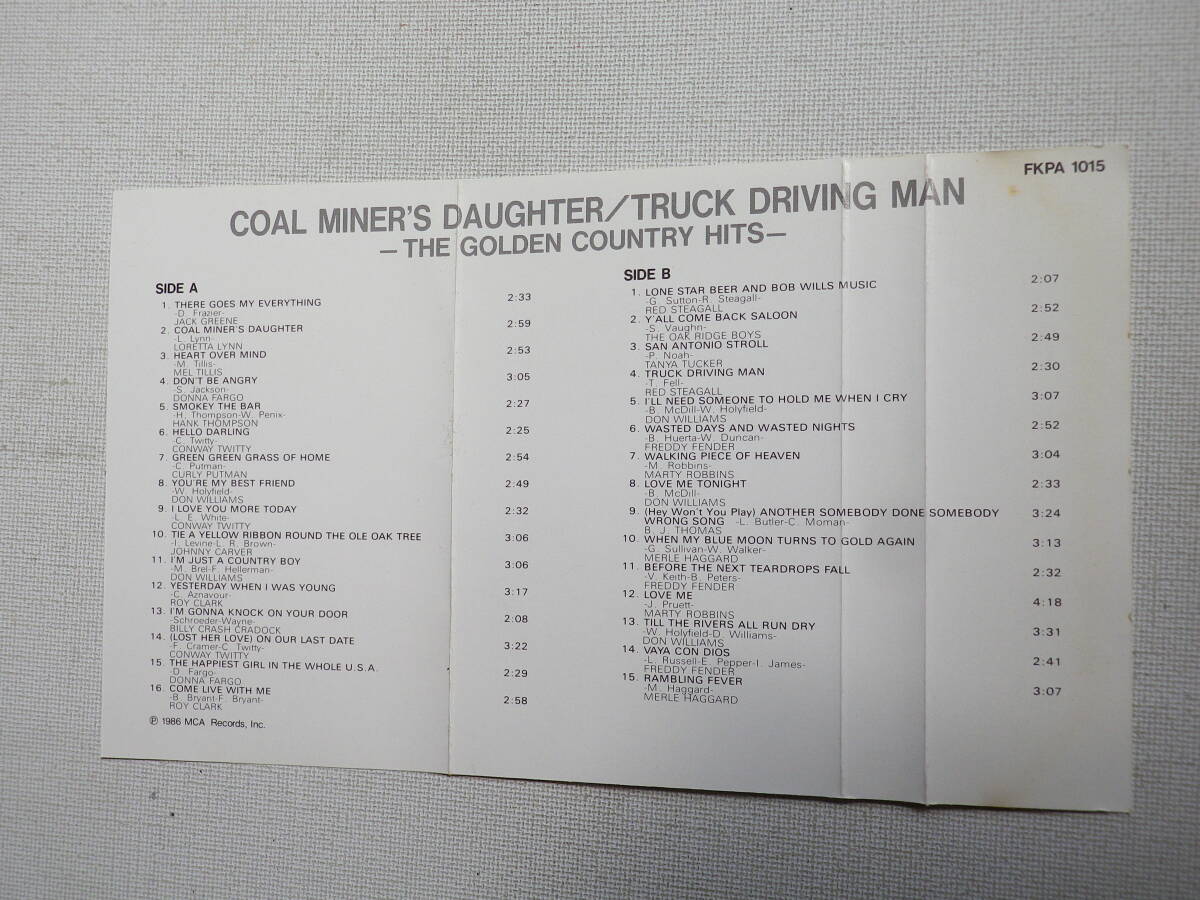 FKPA 1015
COAL MINER'S DAUGHTER/TRUCK DRIVING MAN
—THE GOLDEN COUNTRY HITS—
SIDE A
1. THERE GOES MY EVERYTHING 2:33
-D. Frazier-
JACK GREENE
2. COAL MINER'S DAUGHTER 2:59
-L. Lynn-
LORETTA LYNN
3. HEART OVER MIND 2:53
-M. Tillis-
MEL TILLIS
4. DON'T BE ANGRY 3:05
-S. Jackson-
DONNA FARGO
5. SMOKEY THE BAR 2:27
-H. Thompson-W. Penix-
HANK THOMPSON
6. HELLO DARLING 2:25
-C. Twitty-
CONWAY TWITTY
7. GREEN GREEN GRASS OF HOME 2:54
-C. Putman-
CURLY PUTMAN
8. YOU'RE MY BEST FRIEND 2:49
-W. Holyfield-
DON WILLIAMS
9. I LOVE YOU MORE TODAY 2:32
-L. E. White-
CONWAY TWITTY
10. TIE A YELLOW RIBBON ROUND THE OLE OAK TREE 3:06
-I. Levine-L. R. Brown-
JOHNNY CARVER
11. I'M JUST A COUNTRY BOY 3:06
-M. Brel-F. Hellerman-
DON WILLIAMS
12. YESTERDAY WHEN I WAS YOUNG 3:17
-C. Aznavour-
ROY CLARK
13. I'M GONNA KNOCK ON YOUR DOOR 2:08
-Schroeder-Wayne-
BILLY CRASH CRADOCK
14. (LOST HER LOVE) ON OUR LAST DATE 3:22
-F. Cramer-C. Twitty-
CONWAY TWITTY
15. THE HAPPIEST GIRL IN THE WHOLE U.S.A. 2:29
-D. Fargo-
DONNA FARGO
16. COME LIVE WITH ME 2:58
-B. Bryant-F. Bryant-
ROY CLARK
℗ 1986 MCA Records, Inc.
SIDE B
1. LONE STAR BEER AND BOB WILLS MUSIC 2:07
-G. Sutton-R. Steagall-
RED STEAGALL
2. Y'ALL COME BACK SALOON 2:52
-S. Vaughn-
THE OAK RIDGE BOYS
3. SAN ANTONIO STROLL 2:49
-P. Noah-
TANYA TUCKER
4. TRUCK DRIVING MAN 2:30
-T. Fell-
RED STEAGALL
5. I'LL NEED SOMEONE TO HOLD ME WHEN I CRY 3:07
-B. McDill-W. Holyfield-
DON WILLIAMS
6. WASTED DAYS AND WASTED NIGHTS 2:52
-B. Huerta-W. Duncan-
FREDDY FENDER
7. WALKING PIECE OF HEAVEN 3:04
-M. Robbins-
MARTY ROBBINS
8. LOVE ME TONIGHT 2:33
-B. McDill-
DON WILLIAMS
9. (Hey Won't You Play) ANOTHER SOMEBODY DONE SOMEBODY 3:24
WRONG SONG -L. Butler-C. Moman-
B. J. THOMAS
10. WHEN MY BLUE MOON TURNS TO GOLD AGAIN 3:13
-G. Sullivan-W. Walker-
MERLE HAGGARD
11. BEFORE THE NEXT TEARDROPS FALL 2:32
-V. Keith-B. Peters-
FREDDY FENDER
12. LOVE ME 4:18
-J. Pruett-
MARTY ROBBINS
13. TILL THE RIVERS ALL RUN DRY 3:31
-W. Holyfield-D. Williams-
DON WILLIAMS
14. VAYA CON DIOS 2:41
-L. Russell-E. Pepper-I. James-
FREDDY FENDER
15. RAMBLING FEVER 3:07
-M. Haggard-
MERLE HAGGARD